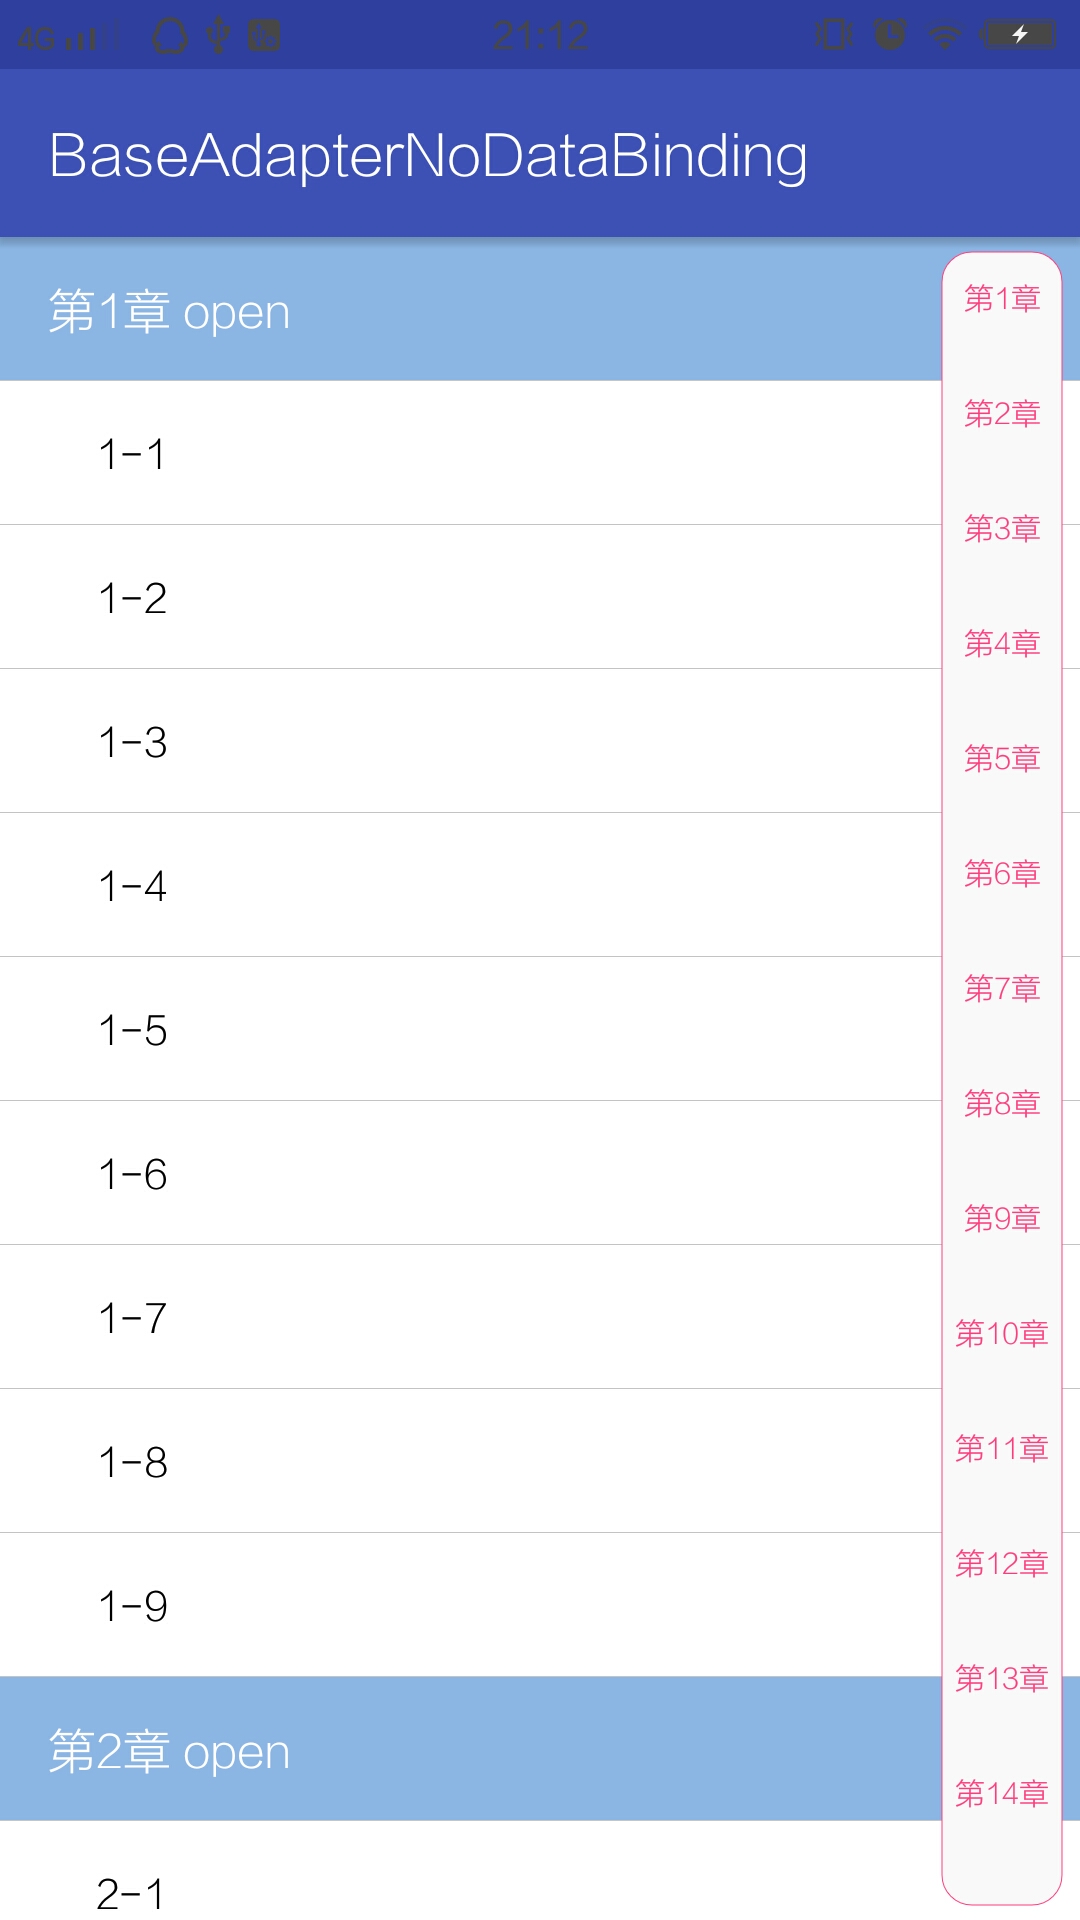 4G 21:12
BaseAdapterNoDataBinding
第1章 open
1-1
1-2
1-3
1-4
1-5
1-6
1-7
1-8
1-9
第2章 open
2-1
第1章
第2章
第3章
第4章
第5章
第6章
第7章
第8章
第9章
第10章
第11章
第12章
第13章
第14章